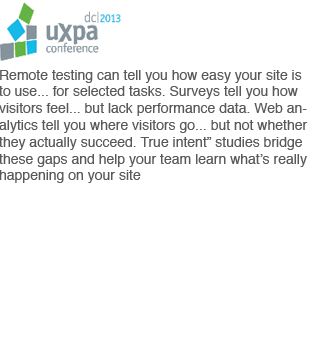 dc|2013
uxpa
conference
Remote testing can tell you how easy your site is
to use... for selected tasks. Surveys tell you how
visitors feel... but lack performance data. Web an-
alytics tell you where visitors go... but not whether
they actually succeed. True intent” studies bridge
these gaps and help your team learn what’s really
happening on your site